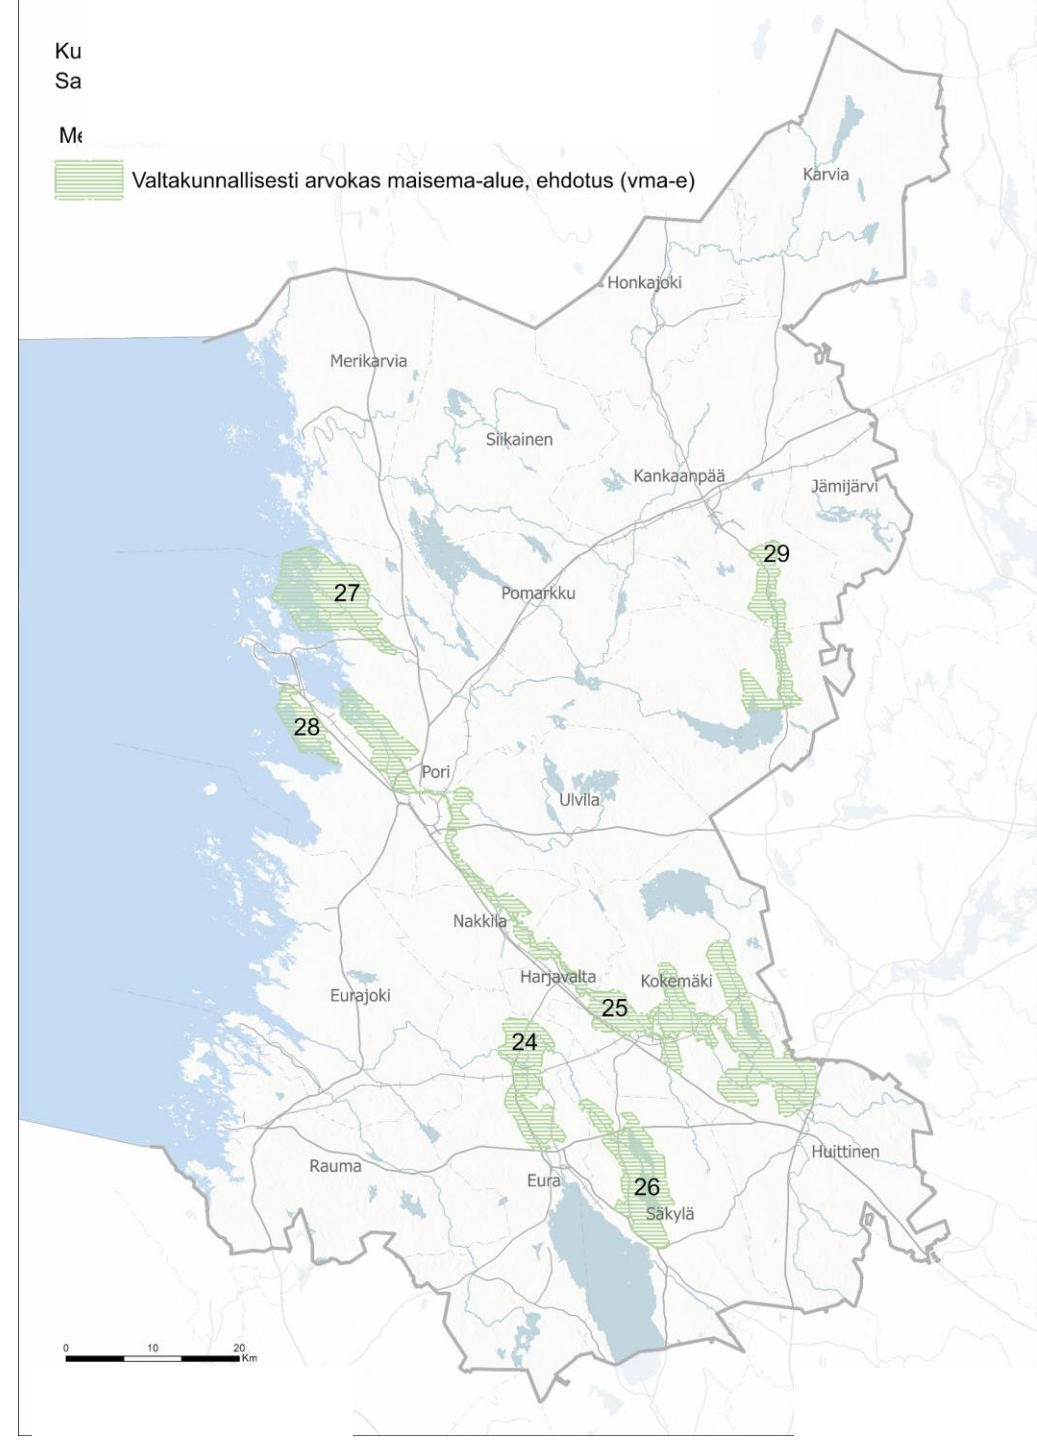 Ku
Sa
Me
Valtakunnallisesti arvokas maisema-alue, ehdotus (vma-e)
Karvia
Honkajoki
Merikarvia
Siikainen
Kankaanpää
Jämijärvi
29
27
Pomarkku
28
Pori
Ulvila
Nakkila
Harjavalta
Kokemäki
Eurajoki
25
24
Huittinen
Rauma
Eura
26
Säkylä
0 10 20
Km